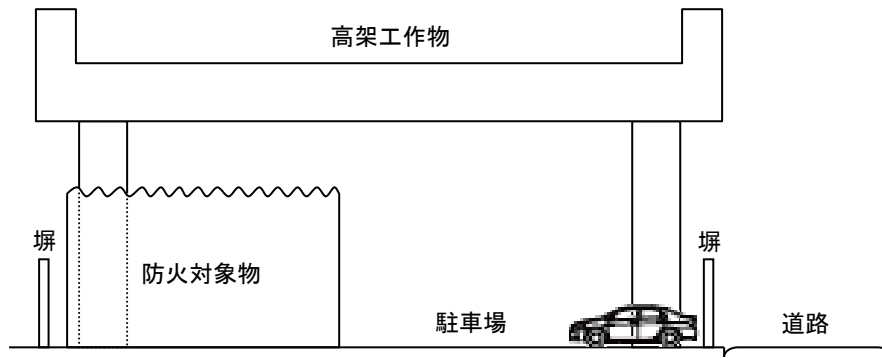 高架工作物
塀
塀
防火対象物
駐車場
道路